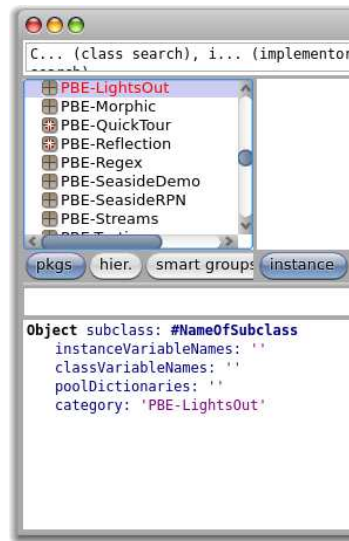 C... (class search), i... (implementor
search)
PBE-LightsOut
PBE-Morphic
PBE-QuickTour
PBE-Reflection
PBE-Regex
PBE-SeasideDemo
PBE-SeasideRPN
PBE-Streams
pkgs hier. smart groups instance
Object subclass: #NameOfSubclass
instanceVariableNames: ''
classVariableNames: ''
poolDictionaries: ''
category: 'PBE-LightsOut'